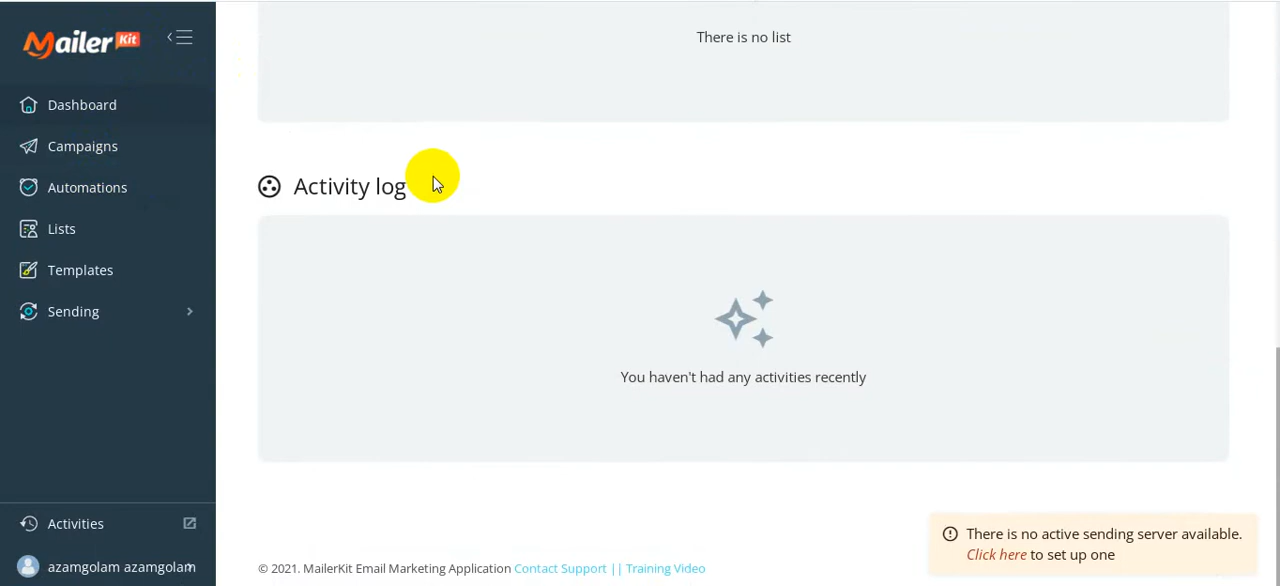 Mailer Kit
Dashboard
Campaigns
Automations
Lists
Templates
Sending
Activities
azamgolam azamgolam
There is no list
Activity log
You haven't had any activities recently
There is no active sending server available.
Click here to set up one
© 2021. MailerKit Email Marketing Application Contact Support || Training Video